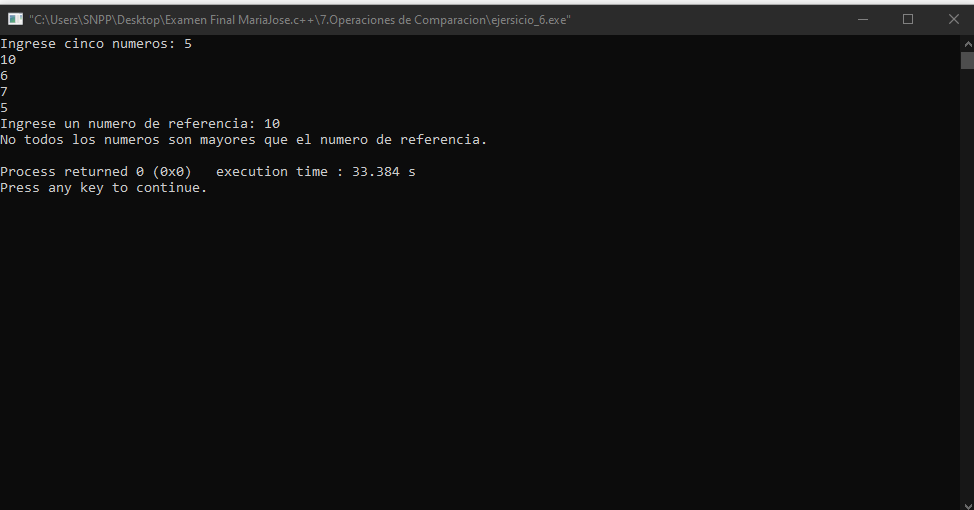 "C:\Users\SNPP\Desktop\Examen Final MariaJose.c++\7.Operaciones de Comparacion\ejersicio_6.exe"
Ingrese cinco numeros: 5
10
6
7
5
Ingrese un numero de referencia: 10
No todos los numeros son mayores que el numero de referencia.
Process returned 0 (0x0)   execution time : 33.384 s
Press any key to continue.